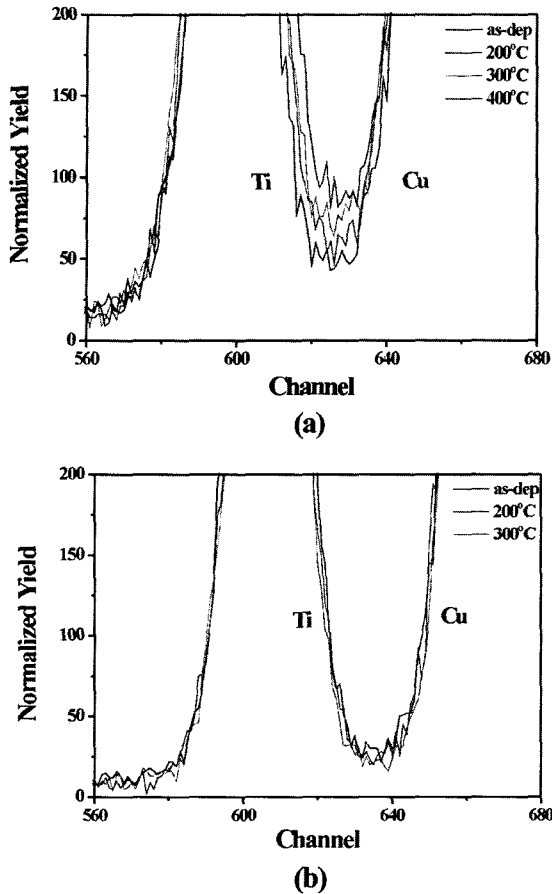 200
150
100
50
0
Normalized Yield
as-dep
200°C
300°C
400°C
Ti
Cu
560
600
640
680
Channel
(a)
200
150
100
50
0
Normalized Yield
as-dep
200°C
300°C
Ti
Cu
560
600
640
680
Channel
(b)